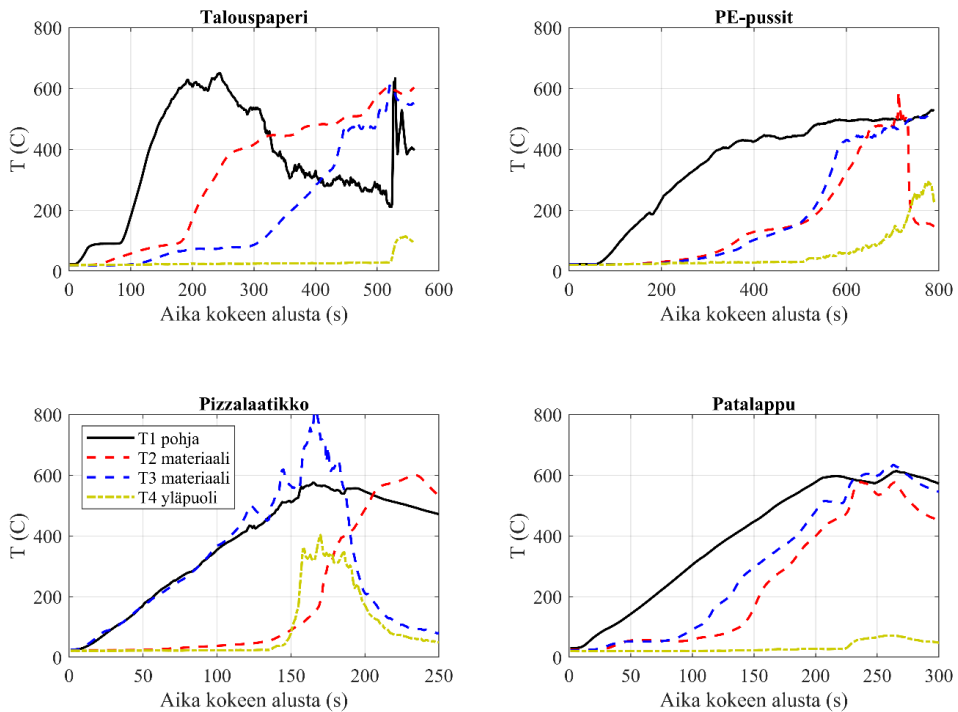 Talouspaperi
800
600
400
200
0
T (C)
0 100 200 300 400 500 600
Aika kokeen alusta (s)
PE-pussit
800
600
400
200
0
T (C)
0 200 400 600 800
Aika kokeen alusta (s)
Pizzalaatikko
800
600
400
200
0
T (C)
T1 pohja
T2 materiaali
T3 materiaali
T4 yläpuoli
0 50 100 150 200 250
Aika kokeen alusta (s)
Patalappu
800
600
400
200
0
T (C)
0 50 100 150 200 250 300
Aika kokeen alusta (s)